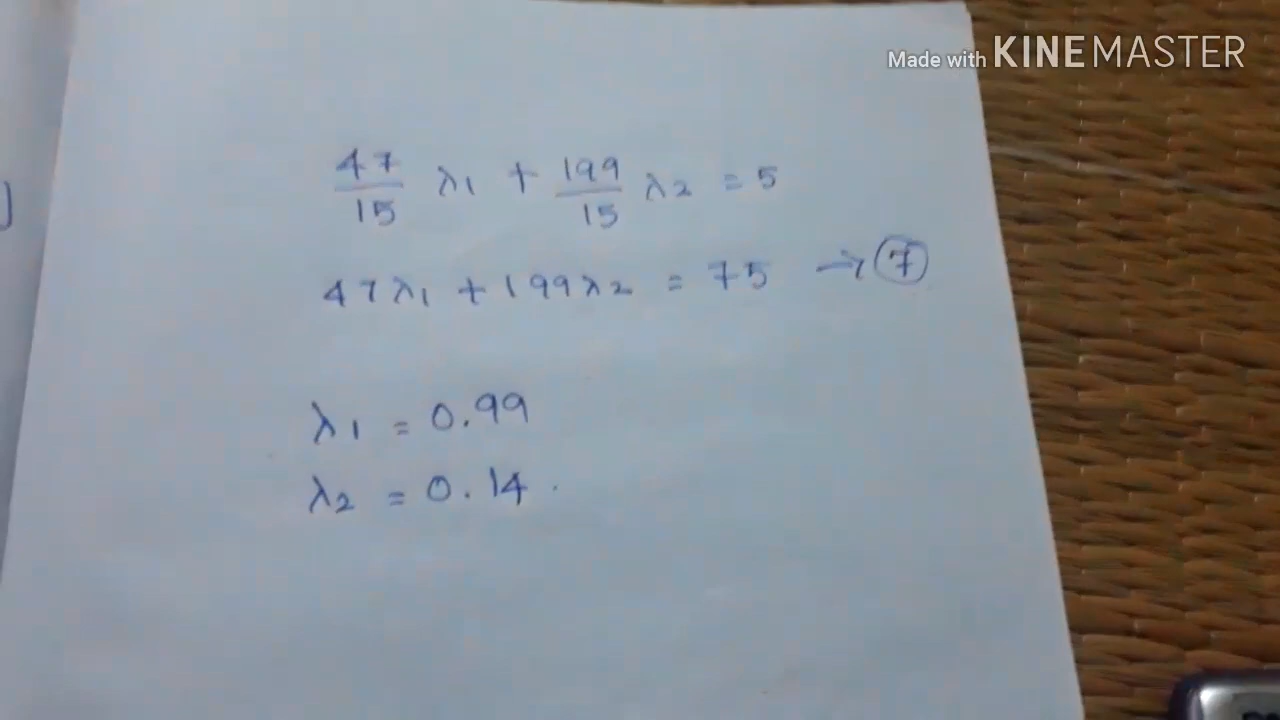 Made with KINEMASTER
]
47/15 λ1 + 199/15 λ2 = 5
47λ1 + 199λ2 = 75 → 7
λ1 = 0.99
λ2 = 0.14.